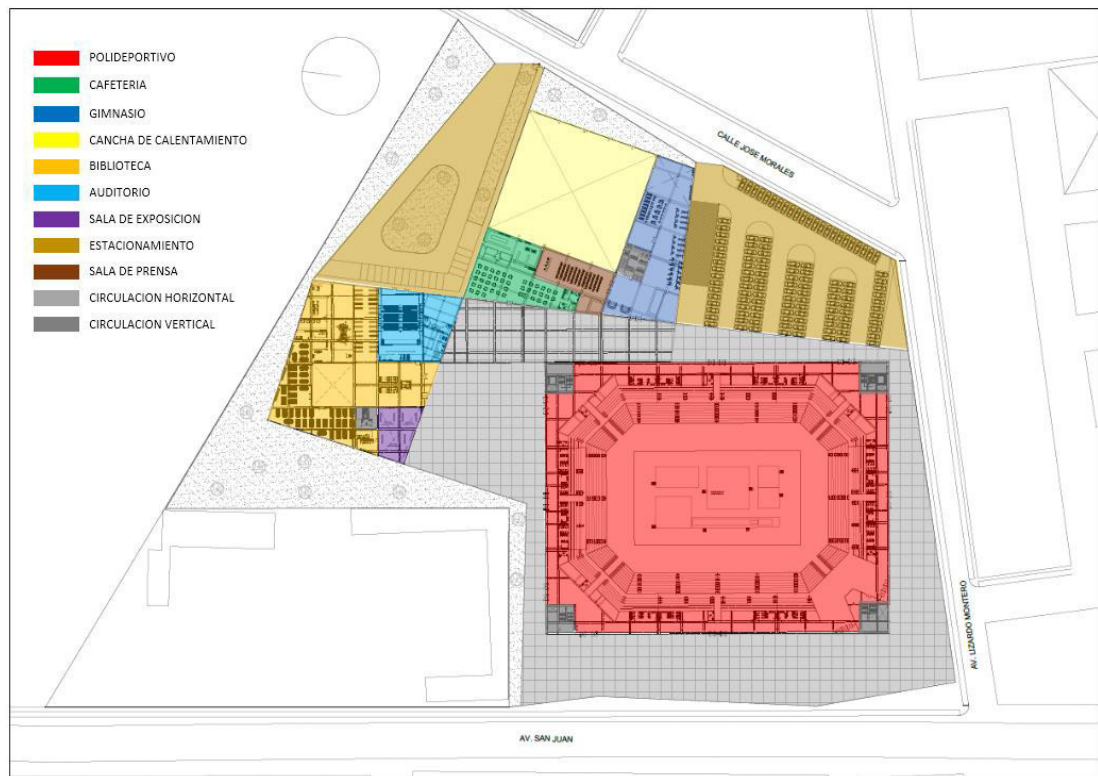 POLIDEPORTIVO
CAFETERIA
GIMNASIO
CANCHA DE CALENTAMIENTO
BIBLIOTECA
AUDITORIO
SALA DE EXPOSICION
ESTACIONAMIENTO
SALA DE PRENSA
CIRCULACION HORIZONTAL
CIRCULACION VERTICAL
CALLE JOSE MORALES
AV. LIZARDO MONTERO
AV. SAN JUAN